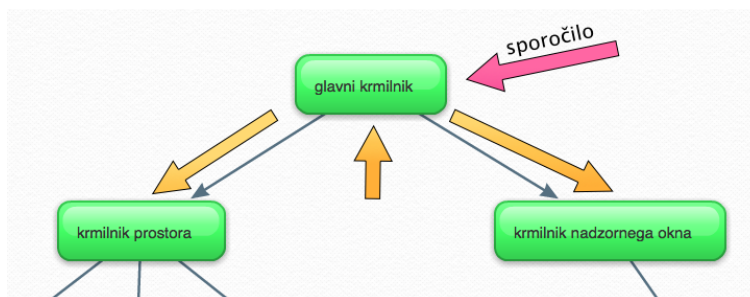 sporočilo
glavni krmilnik
krmilnik prostora
krmilnik nadzornega okna